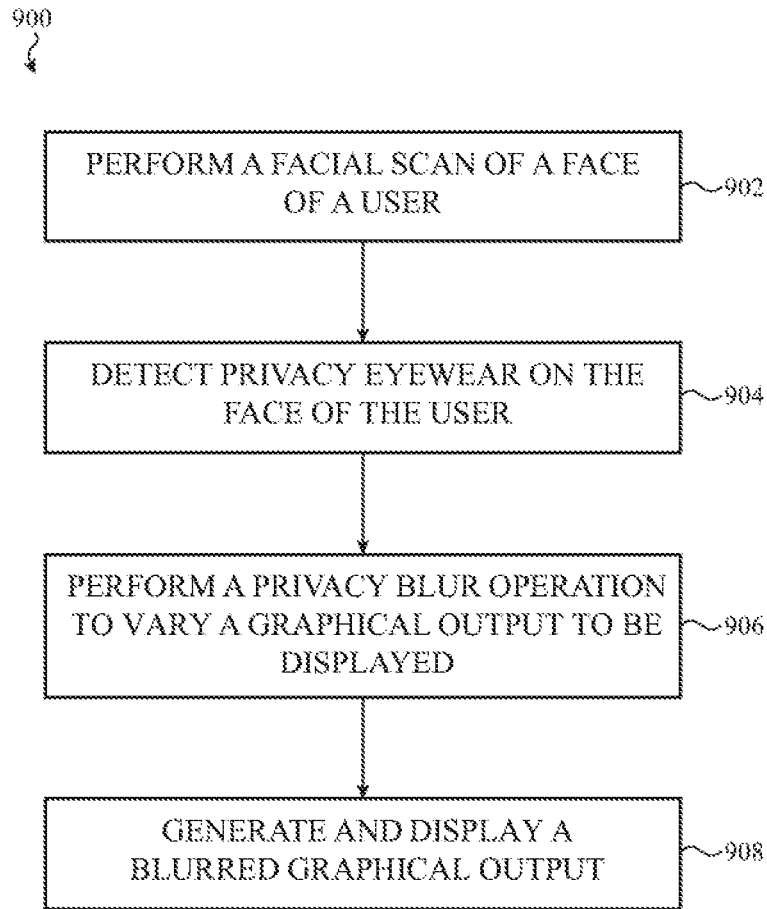 900
PERFORM A FACIAL SCAN OF A FACE
OF A USER
902
DETECT PRIVACY EYEWEAR ON THE
FACE OF THE USER
904
PERFORM A PRIVACY BLUR OPERATION
TO VARY A GRAPHICAL OUTPUT TO BE
DISPLAYED
906
GENERATE AND DISPLAY A
BLURRED GRAPHICAL OUTPUT
908